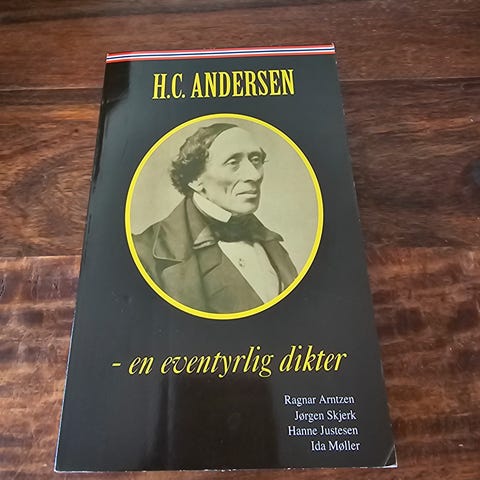 H.C. ANDERSEN
- en eventyrlig dikter
Ragnar Arntzen
Jørgen Skjerk
Hanne Justesen
Ida Møller